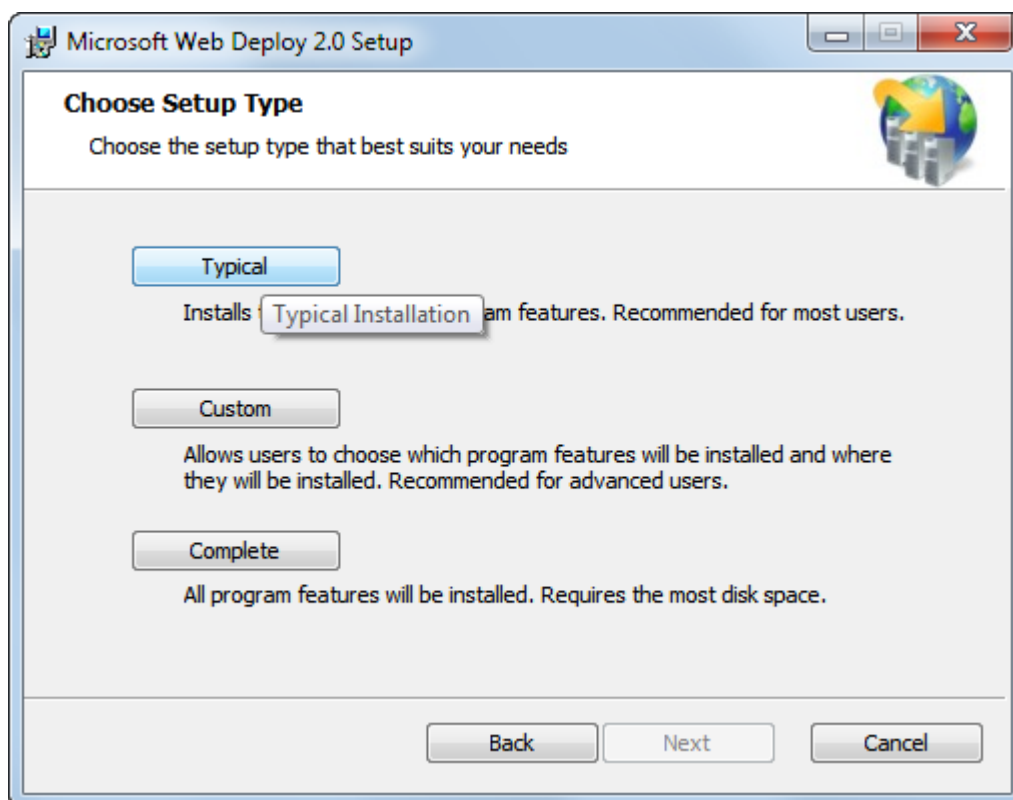 Microsoft Web Deploy 2.0 Setup
Choose Setup Type
Choose the setup type that best suits your needs
Typical
Installs
Typical Installation
am features. Recommended for most users.
Custom
Allows users to choose which program features will be installed and where
they will be installed. Recommended for advanced users.
Complete
All program features will be installed. Requires the most disk space.
Back
Next
Cancel